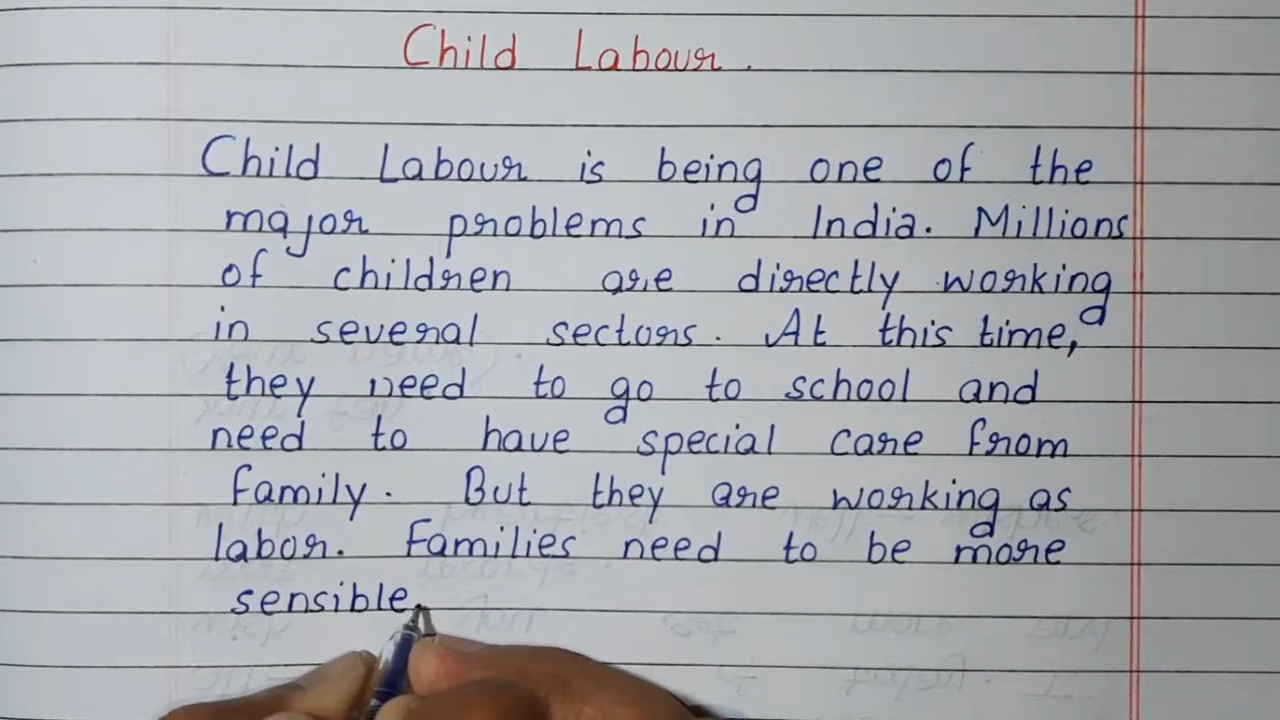 Child Labour.
Child Labour is being one of the
major problems in India. Millions
of children are directly working
in several sectors. At this time,
they need to go to school and
need to have special care from
family. But they are working as
labor. Families need to be more
sensible.